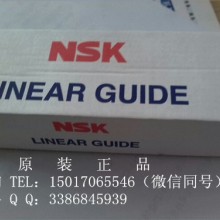 NSK
LINEAR GUIDE
NSK
LINEAR GUIDE
原 装 正 品
TEL：15017065546（微信同号）
Q Q：3386845939